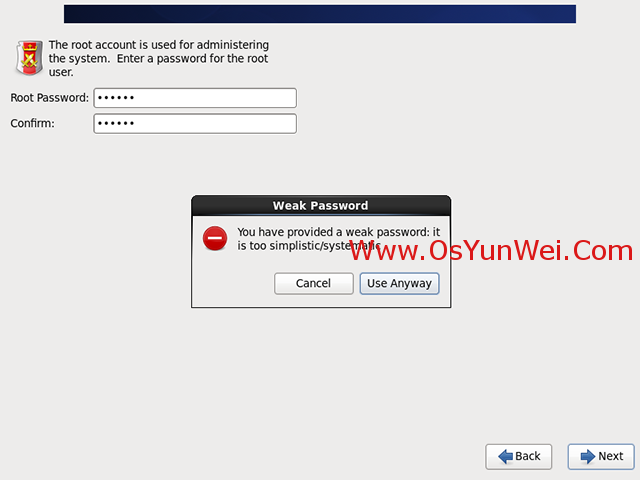 The root account is used for administering
the system.  Enter a password for the root
user.
Root Password: ••••••
Confirm: ••••••
Weak Password
You have provided a weak password: it
is too simplistic/systematic
Www.OsYunWei.Com
Cancel
Use Anyway
Back
Next